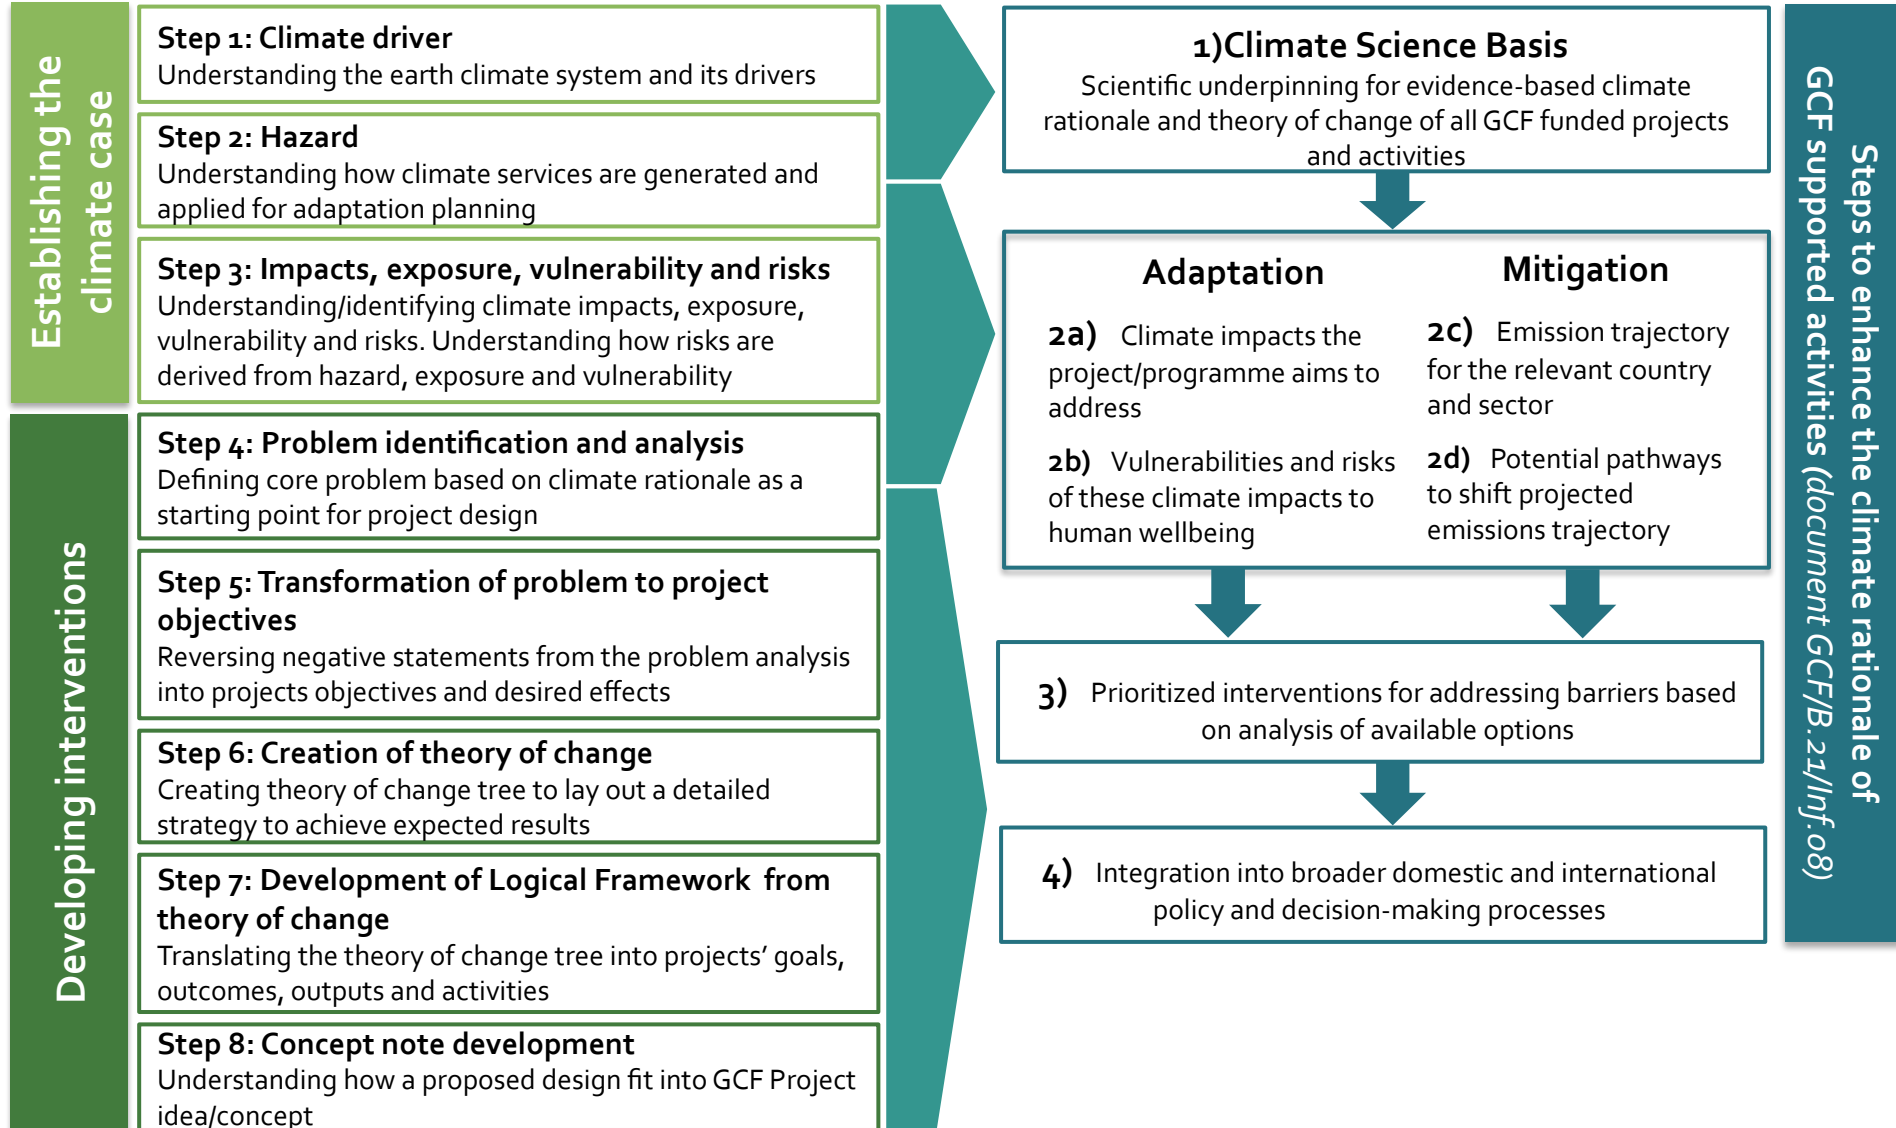 Establishing the
climate case
Step 1: Climate driver
Understanding the earth climate system and its drivers
Step 2: Hazard
Understanding how climate services are generated and
applied for adaptation planning
Step 3: Impacts, exposure, vulnerability and risks
Understanding/identifying climate impacts, exposure,
vulnerability and risks. Understanding how risks are
derived from hazard, exposure and vulnerability
Developing interventions
Step 4: Problem identification and analysis
Defining core problem based on climate rationale as a
starting point for project design
Step 5: Transformation of problem to project
objectives
Reversing negative statements from the problem analysis
into projects objectives and desired effects
Step 6: Creation of theory of change
Creating theory of change tree to lay out a detailed
strategy to achieve expected results
Step 7: Development of Logical Framework from
theory of change
Translating the theory of change tree into projects’ goals,
outcomes, outputs and activities
Step 8: Concept note development
Understanding how a proposed design fit into GCF Project
idea/concept
1)Climate Science Basis
Scientific underpinning for evidence-based climate
rationale and theory of change of all GCF funded projects
and activities
Adaptation
2a) Climate impacts the
project/programme aims to
address
2b) Vulnerabilities and risks
of these climate impacts to
human wellbeing
Mitigation
2c) Emission trajectory
for the relevant country
and sector
2d) Potential pathways
to shift projected
emissions trajectory
3) Prioritized interventions for addressing barriers based
on analysis of available options
4) Integration into broader domestic and international
policy and decision-making processes
Steps to enhance the climate rationale of
GCF supported activities (document GCF/B.21/Inf.08)